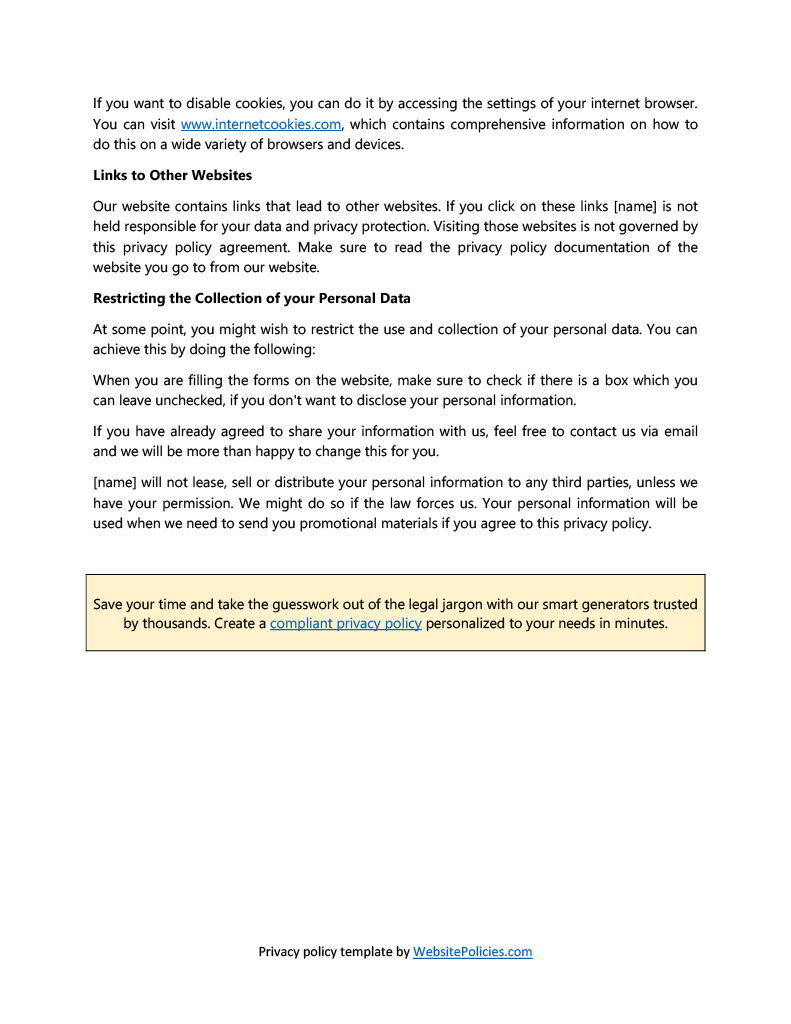 If you want to disable cookies, you can do it by accessing the settings of your internet browser.
You can visit www.internetcookies.com, which contains comprehensive information on how to
do this on a wide variety of browsers and devices.
Links to Other Websites
Our website contains links that lead to other websites. If you click on these links [name] is not
held responsible for your data and privacy protection. Visiting those websites is not governed by
this privacy policy agreement. Make sure to read the privacy policy documentation of the
website you go to from our website.
Restricting the Collection of your Personal Data
At some point, you might wish to restrict the use and collection of your personal data. You can
achieve this by doing the following:
When you are filling the forms on the website, make sure to check if there is a box which you
can leave unchecked, if you don't want to disclose your personal information.
If you have already agreed to share your information with us, feel free to contact us via email
and we will be more than happy to change this for you.
[name] will not lease, sell or distribute your personal information to any third parties, unless we
have your permission. We might do so if the law forces us. Your personal information will be
used when we need to send you promotional materials if you agree to this privacy policy.
Save your time and take the guesswork out of the legal jargon with our smart generators trusted
by thousands. Create a compliant privacy policy personalized to your needs in minutes.
Privacy policy template by WebsitePolicies.com